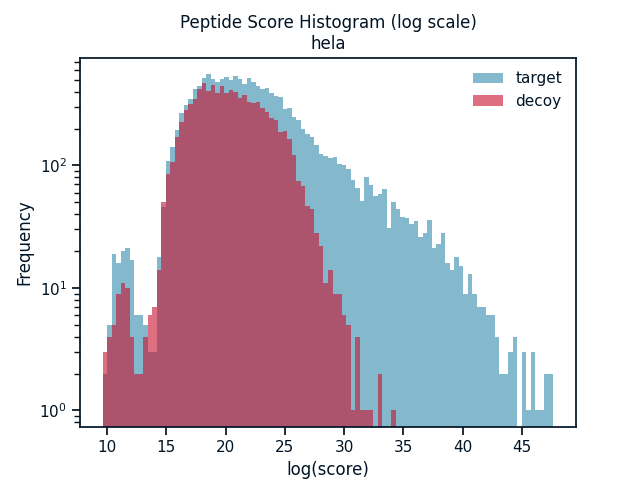 Peptide Score Histogram (log scale)
hela
target
decoy
Frequency
10²
10¹
10⁰
10 15 20 25 30 35 40 45
log(score)